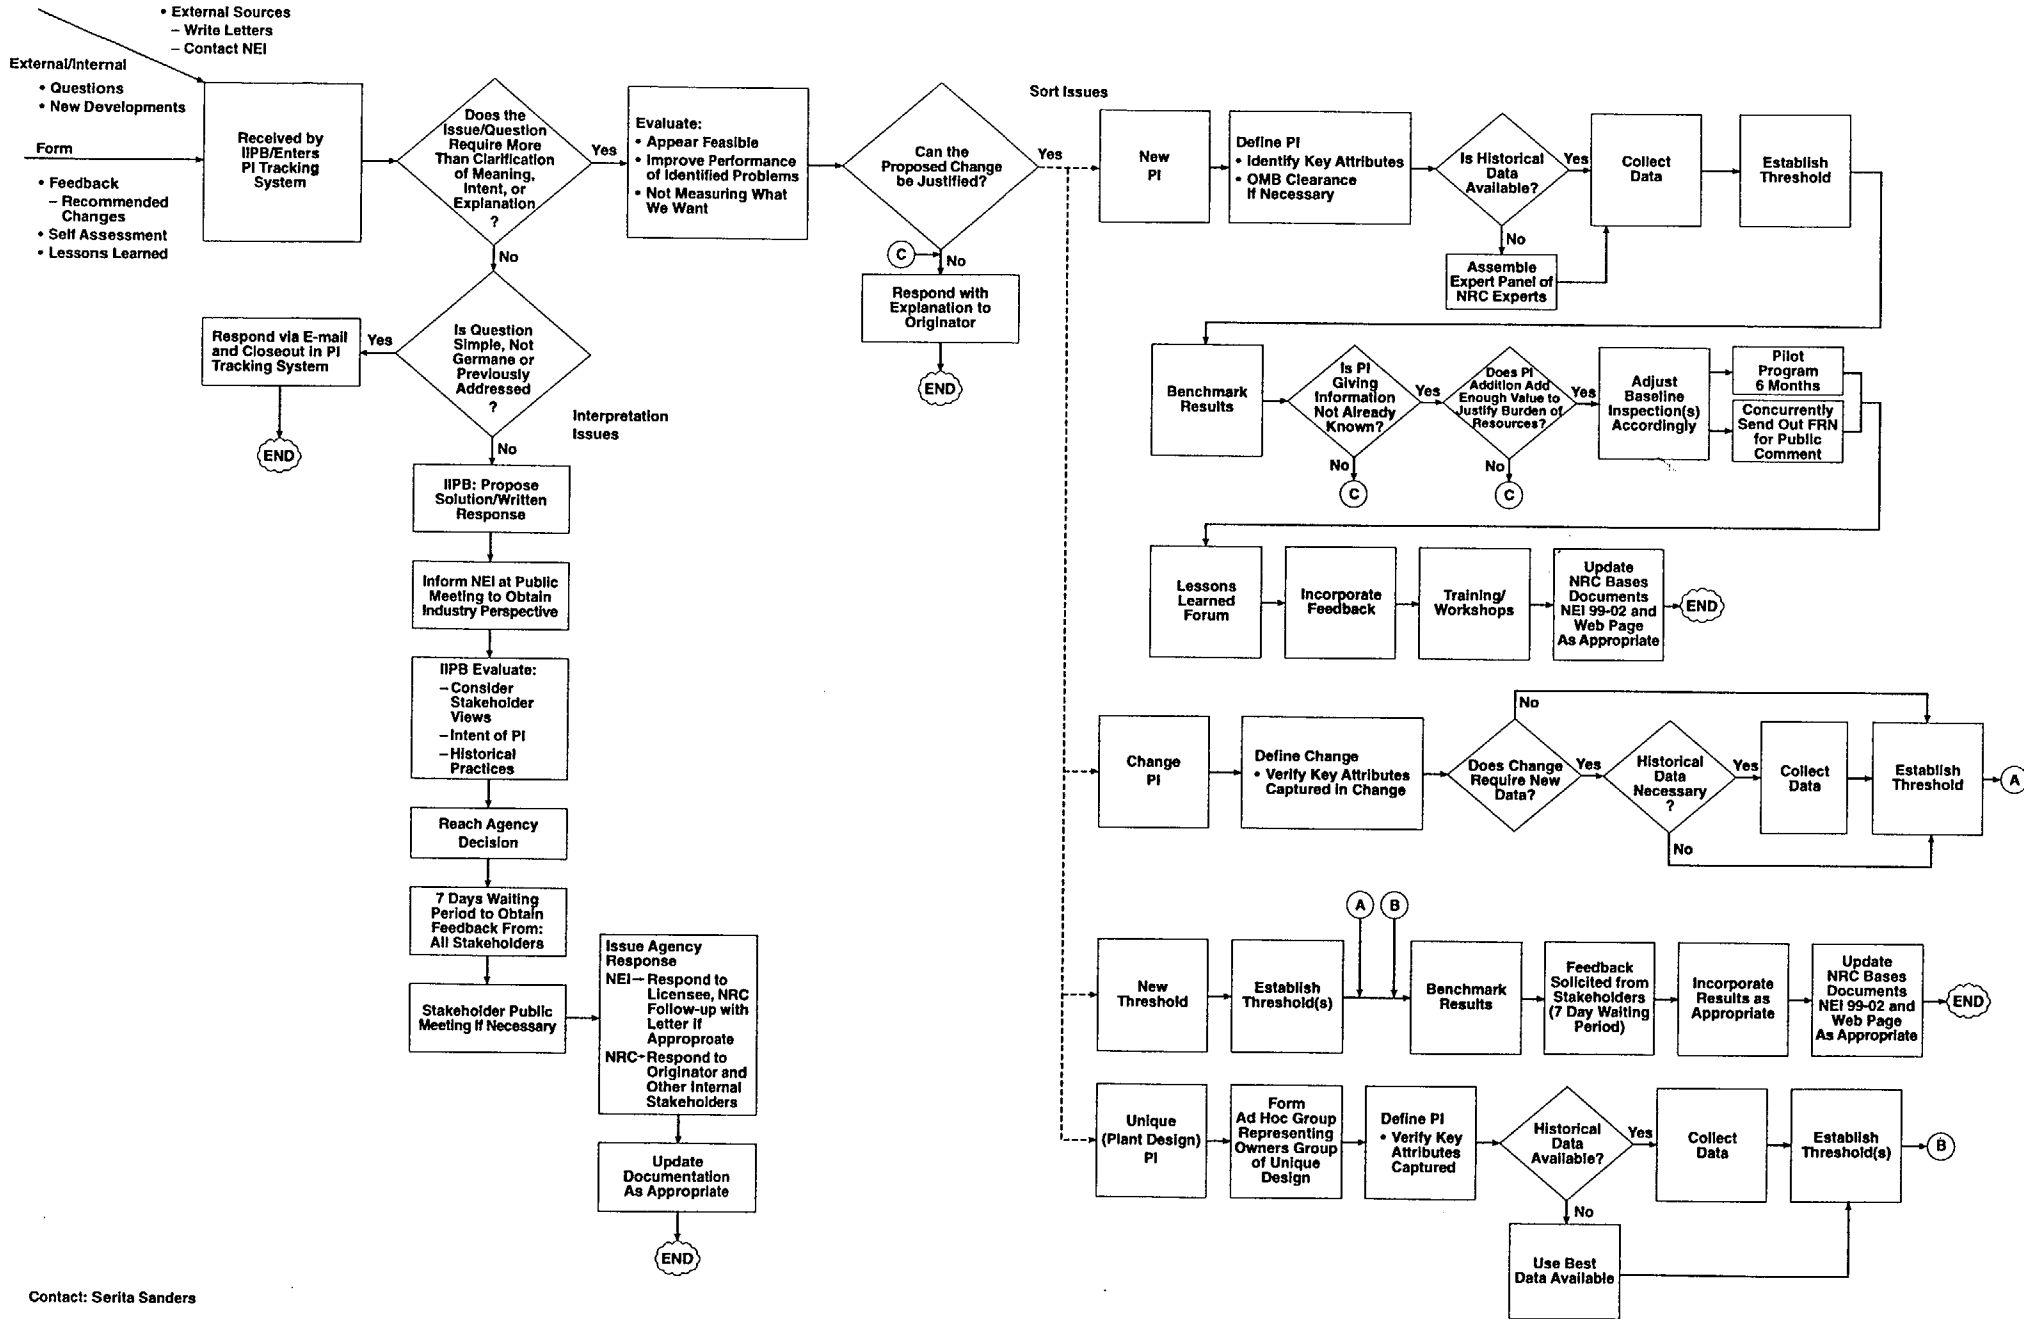 • External Sources
– Write Letters
– Contact NEI
External/Internal
• Questions
• New Developments
Form
• Feedback
– Recommended
Changes
• Self Assessment
• Lessons Learned
Received by
IIPB/Enters
PI Tracking
System
Does the
Issue/Question
Require More
Than Clarification
of Meaning,
Intent, or
Explanation
?
Yes
No
Evaluate:
• Appear Feasible
• Improve Performance
of Identified Problems
• Not Measuring What
We Want
Can the
Proposed Change
be Justified?
Yes
C
No
Respond with
Explanation to
Originator
END
Is Question
Simple, Not
Germane or
Previously
Addressed
?
Yes
Respond via E-mail
and Closeout in PI
Tracking System
END
Interpretation
Issues
No
IIPB: Propose
Solution/Written
Response
Inform NEI at Public
Meeting to Obtain
Industry Perspective
IIPB Evaluate:
– Consider
Stakeholder
Views
– Intent of PI
– Historical
Practices
Reach Agency
Decision
7 Days Waiting
Period to Obtain
Feedback From:
All Stakeholders
Stakeholder Public
Meeting If Necessary
Issue Agency
Response
NEI→ Respond to
Licensee, NRC
Follow-up with
Letter if
Approproate
NRC→ Respond to
Originator and
Other Internal
Stakeholders
Update
Documentation
As Appropriate
END
Sort Issues
New
PI
Define PI
• Identify Key Attributes
• OMB Clearance
If Necessary
Is Historical
Data
Available?
Yes
No
Assemble
Expert Panel of
NRC Experts
Collect
Data
Establish
Threshold
Benchmark
Results
Is PI
Giving
Information
Not Already
Known?
Yes
No
C
Does PI
Addition Add
Enough Value to
Justify Burden of
Resources?
Yes
No
C
Adjust
Baseline
Inspection(s)
Accordingly
Pilot
Program
6 Months
Concurrently
Send Out FRN
for Public
Comment
Lessons
Learned
Forum
Incorporate
Feedback
Training/
Workshops
Update
NRC Bases
Documents
NEI 99-02 and
Web Page
As Appropriate
END
Change
PI
Define Change
• Verify Key Attributes
Captured in Change
Does Change
Require New
Data?
No
Yes
Historical
Data
Necessary
?
Yes
No
Collect
Data
Establish
Threshold
A
A
B
New
Threshold
Establish
Threshold(s)
Benchmark
Results
Feedback
Solicited from
Stakeholders
(7 Day Waiting
Period)
Incorporate
Results as
Appropriate
Update
NRC Bases
Documents
NEI 99-02 and
Web Page
As Appropriate
END
Unique
(Plant Design)
PI
Form
Ad Hoc Group
Representing
Owners Group
of Unique
Design
Define PI
• Verify Key
Attributes
Captured
Historical
Data
Available?
Yes
No
Use Best
Data Available
Collect
Data
Establish
Threshold(s)
B
Contact: Serita Sanders